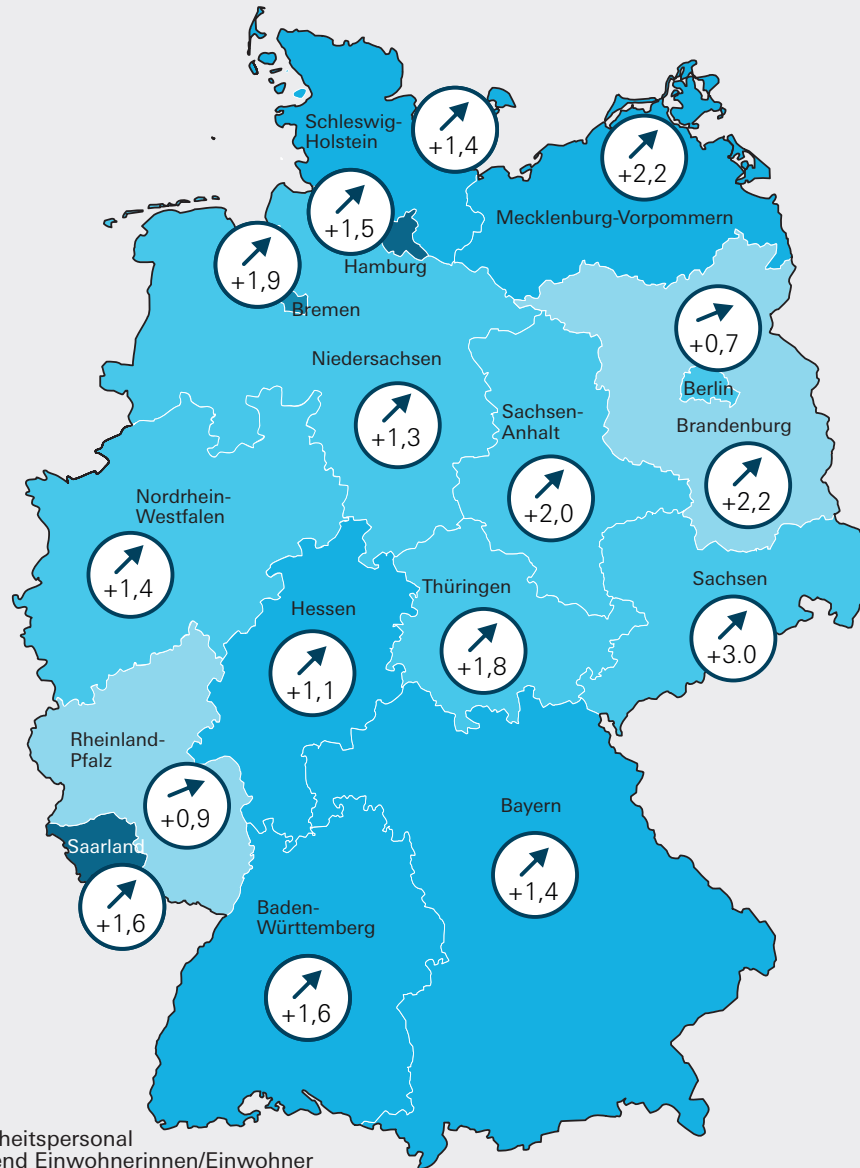 Schleswig-
Holstein
+1,4
+2,2
Mecklenburg-Vorpommern
+1,5
Hamburg
+1,9
Bremen
+0,7
Berlin
Niedersachsen
+1,3
Sachsen-
Anhalt
+2,0
Brandenburg
+2,2
Nordrhein-
Westfalen
+1,4
Hessen
+1,1
Thüringen
+1,8
Sachsen
+3.0
Rheinland-
Pfalz
+0,9
Saarland
+1,6
Bayern
+1,4
Baden-
Württemberg
+1,6
heitspersonal
end Einwohnerinnen/Einwohner